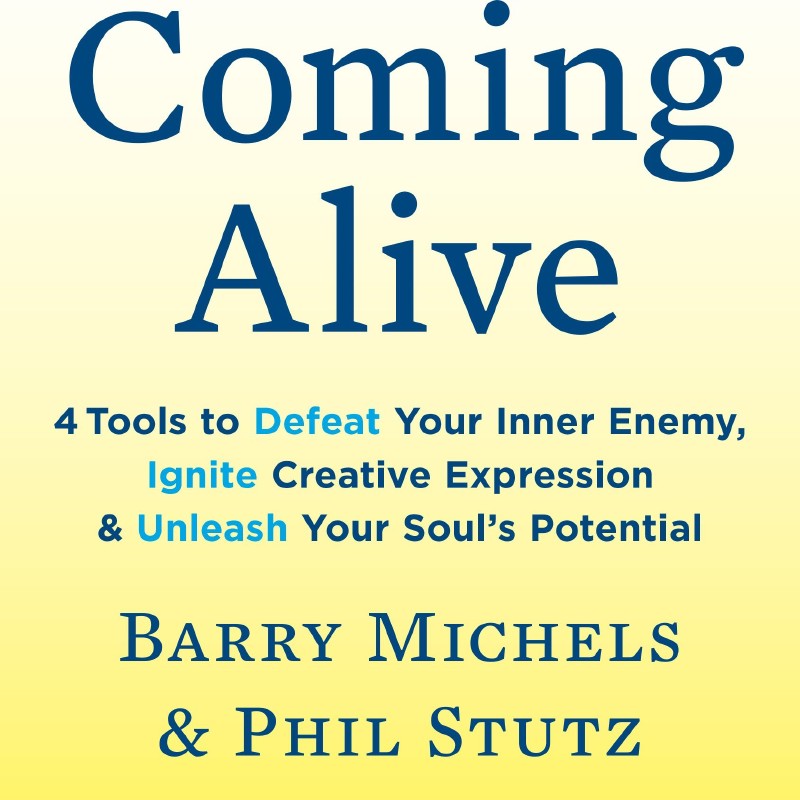 Coming
Alive
4 Tools to Defeat Your Inner Enemy,
Ignite Creative Expression
& Unleash Your Soul’s Potential
Barry Michels
& Phil Stutz